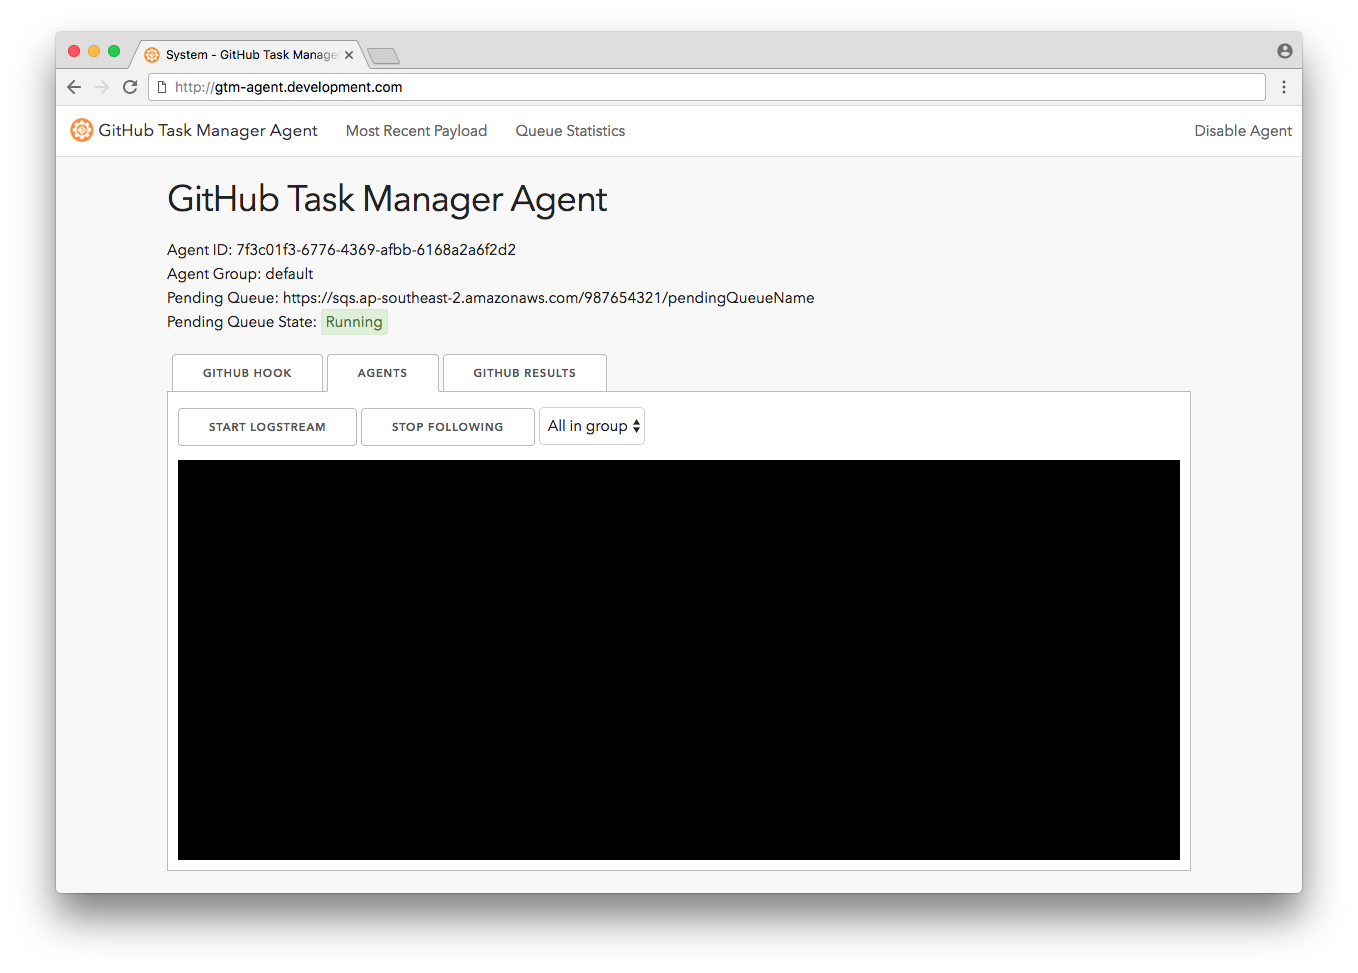 System - GitHub Task Manage
http://gtm-agent.development.com
GitHub Task Manager Agent Most Recent Payload Queue Statistics Disable Agent
GitHub Task Manager Agent
Agent ID: 7f3c01f3-6776-4369-afbb-6168a2a6f2d2
Agent Group: default
Pending Queue: https://sqs.ap-southeast-2.amazonaws.com/987654321/pendingQueueName
Pending Queue State: Running
GITHUB HOOK AGENTS GITHUB RESULTS
START LOGSTREAM STOP FOLLOWING All in group